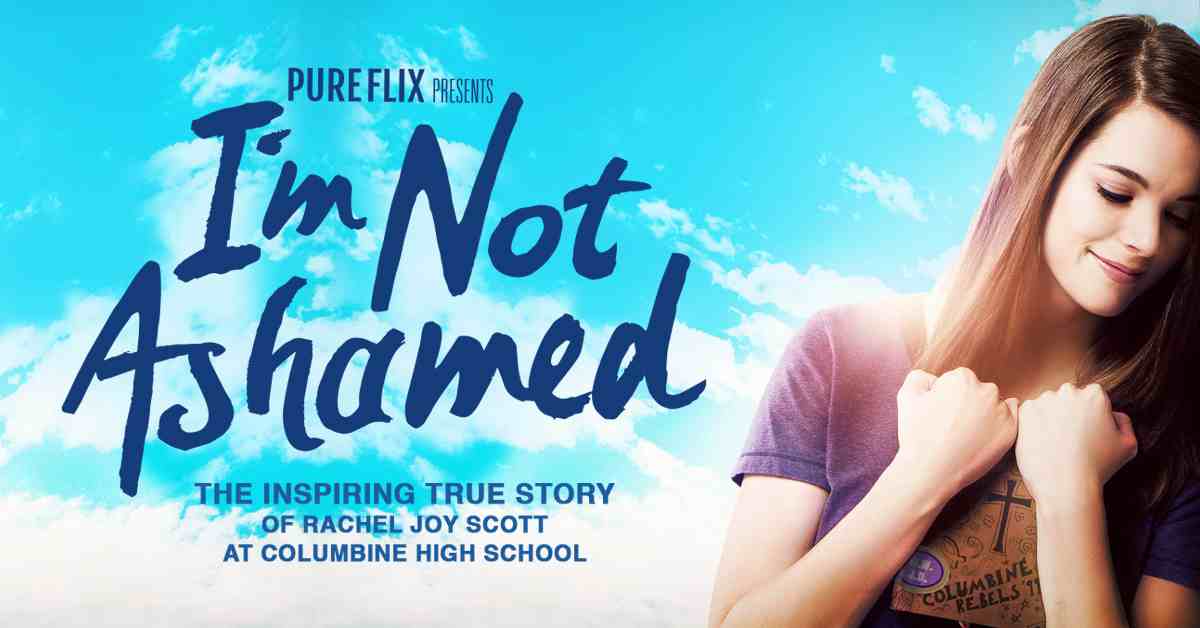 PURE FLIX PRESENTS
I'm Not
Ashamed
THE INSPIRING TRUE STORY
OF RACHEL JOY SCOTT
AT COLUMBINE HIGH SCHOOL
COLUMBINE
REBELS